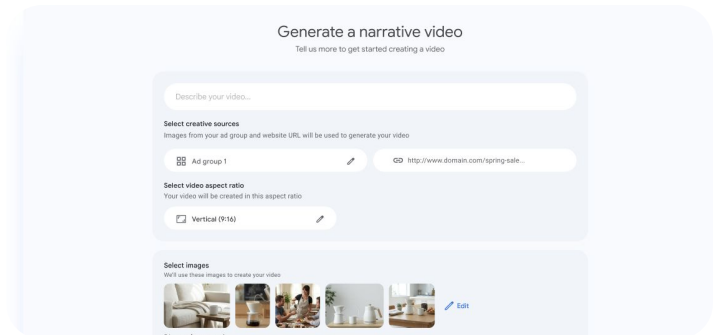 Generate a narrative video
Tell us more to get started creating a video
Describe your video...
Select creative sources
Images from your ad group and website URL will be used to generate your video
Ad group 1
http://www.domain.com/spring-sale...
Select video aspect ratio
Your video will be created in this aspect ratio
Vertical (9:16)
Select images
We'll use these images to create your video
Edit